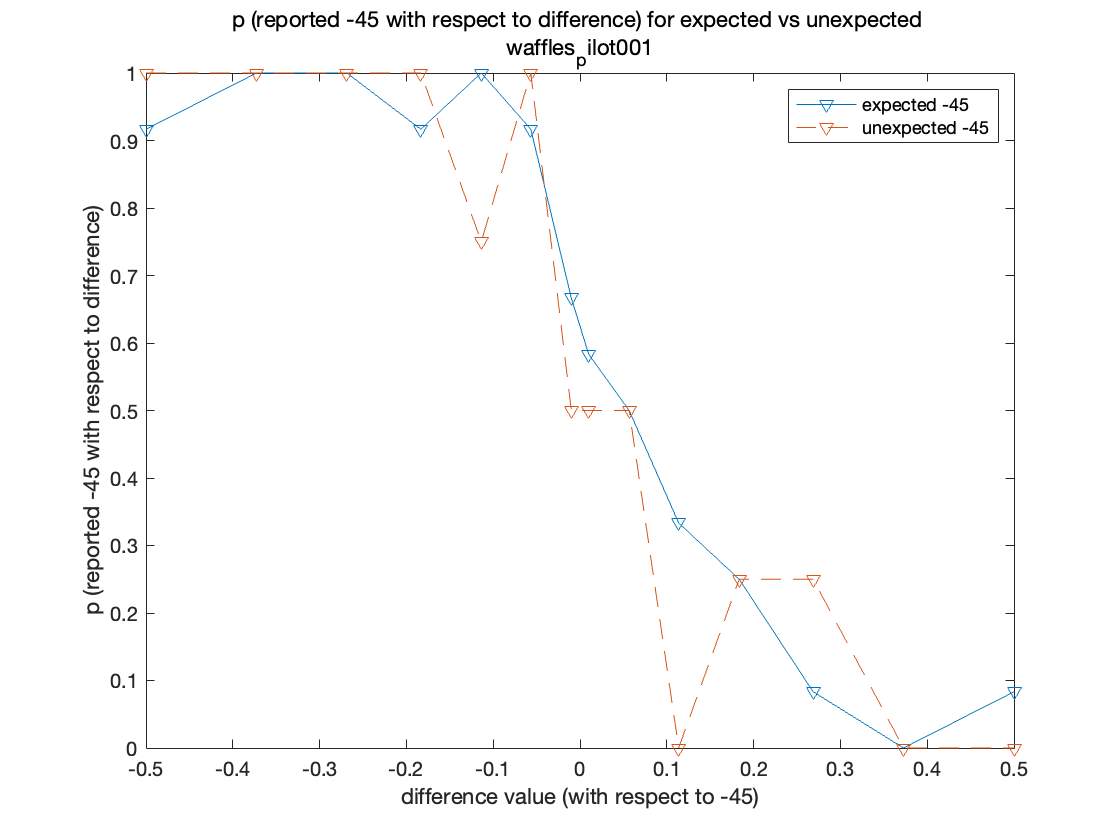 p (reported -45 with respect to difference) for expected vs unexpected
wafflesₚilot001
expected -45
unexpected -45
p (reported -45 with respect to difference)
1
0.9
0.8
0.7
0.6
0.5
0.4
0.3
0.2
0.1
0
-0.5 -0.4 -0.3 -0.2 -0.1 0 0.1 0.2 0.3 0.4 0.5
difference value (with respect to -45)